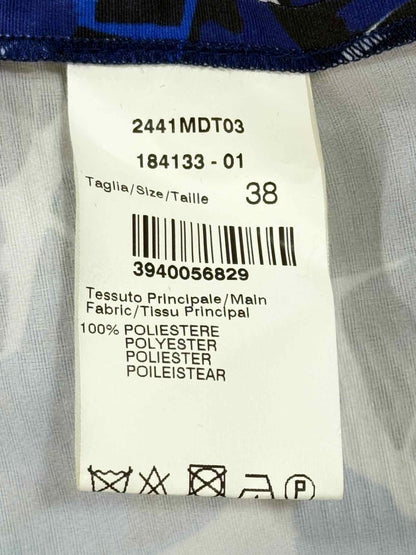 2441MDT03
184133 - 01
Taglia/Size/Taille 38
3940056829
Tessuto Principale/Main
Fabric/Tissu Principal
100% POLIESTERE
POLYESTER
POLIESTER
POILEISTEAR
P